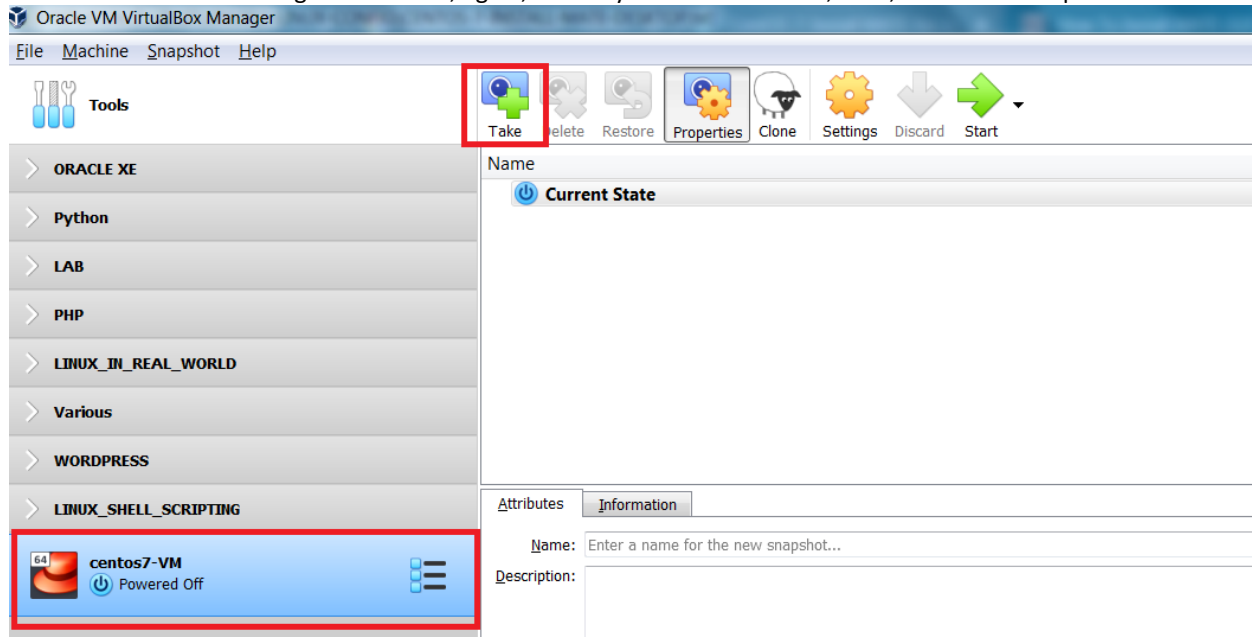 Oracle VM VirtualBox Manager
File Machine Snapshot Help
Tools
Take Delete Restore Properties Clone Settings Discard Start
ORACLE XE
Python
LAB
PHP
LINUX_IN_REAL_WORLD
Various
WORDPRESS
LINUX_SHELL_SCRIPTING
64
centos7-VM
Powered Off
Name
Current State
Attributes Information
Name: Enter a name for the new snapshot...
Description: